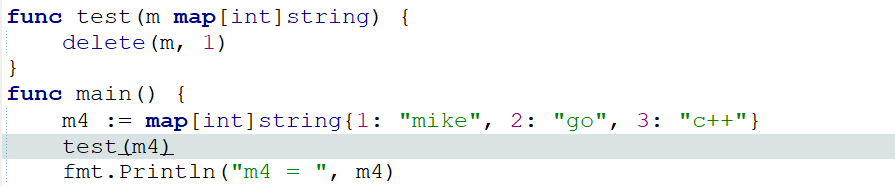 func test(m map[int]string) {
    delete(m, 1)
}
func main() {
    m4 := map[int]string{1: "mike", 2: "go", 3: "c++"}
    test(m4)
    fmt.Println("m4 = ", m4)